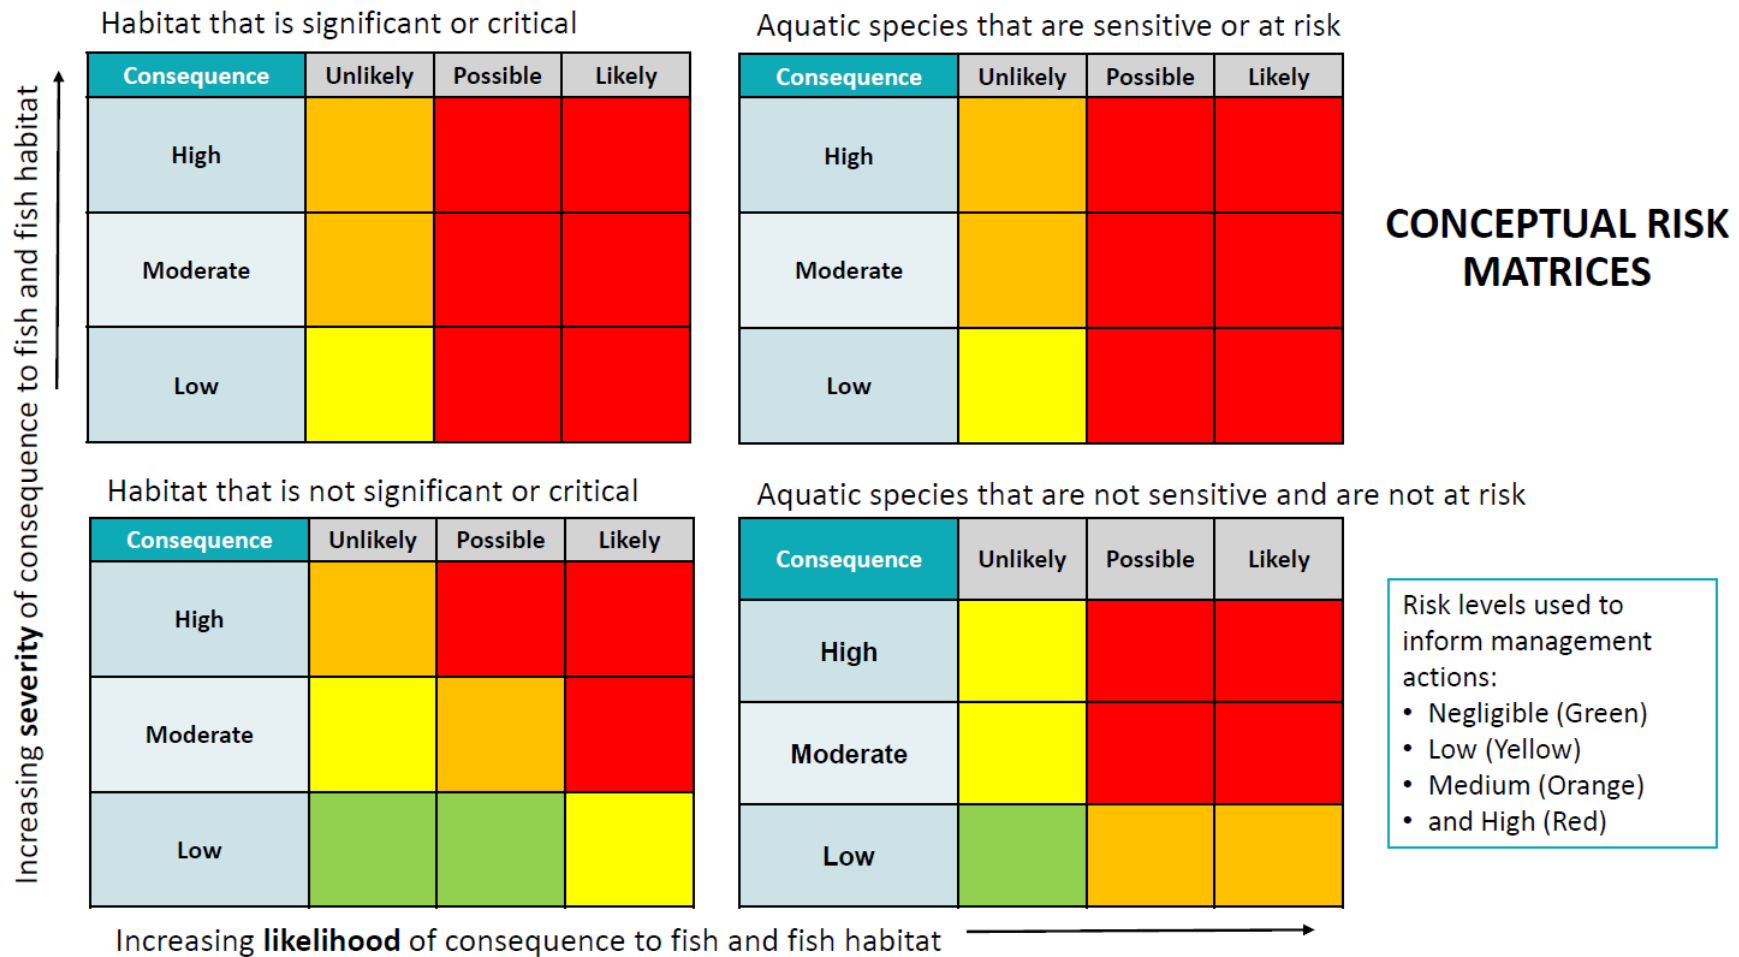 Habitat that is significant or critical
Consequence Unlikely Possible Likely
High
Moderate
Low
Aquatic species that are sensitive or at risk
Consequence Unlikely Possible Likely
High
Moderate
Low
CONCEPTUAL RISK
MATRICES
Increasing severity of consequence to fish and fish habitat
Habitat that is not significant or critical
Consequence Unlikely Possible Likely
High
Moderate
Low
Aquatic species that are not sensitive and are not at risk
Consequence Unlikely Possible Likely
High
Moderate
Low
Risk levels used to
inform management
actions:
• Negligible (Green)
• Low (Yellow)
• Medium (Orange)
• and High (Red)
Increasing likelihood of consequence to fish and fish habitat